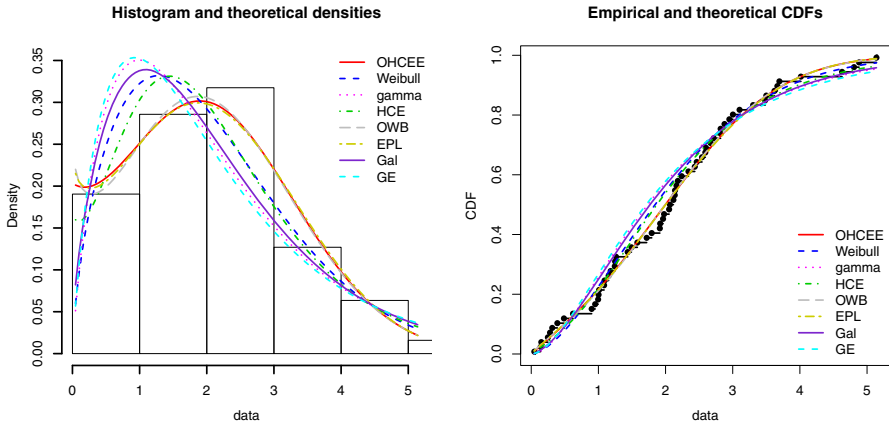 Histogram and theoretical densities
Density
0.00
0.05
0.10
0.15
0.20
0.25
0.30
0.35
0
1
2
3
4
5
data
OHCEE
Weibull
gamma
HCE
OWB
EPL
Gal
GE
Empirical and theoretical CDFs
CDF
0.0
0.2
0.4
0.6
0.8
1.0
0
1
2
3
4
5
data
OHCEE
Weibull
gamma
HCE
OWB
EPL
Gal
GE